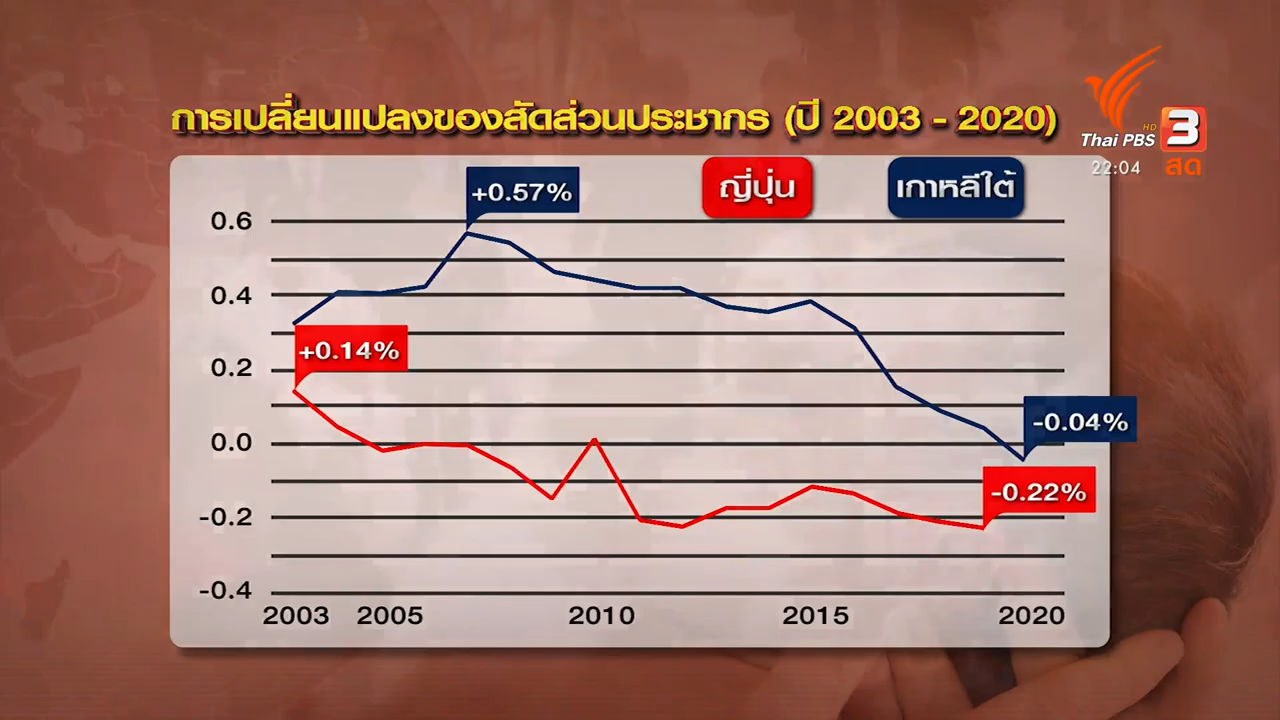 การเปลี่ยนแปลงของสัดส่วนประชากร (ปี 2003 - 2020)
Thai PBS HD 3
22:04 สด
ญี่ปุ่น
เกาหลีใต้
+0.57%
0.6
0.4
+0.14%
0.2
-0.04%
0.0
-0.22%
-0.2
-0.4
2003 2005 2010 2015 2020